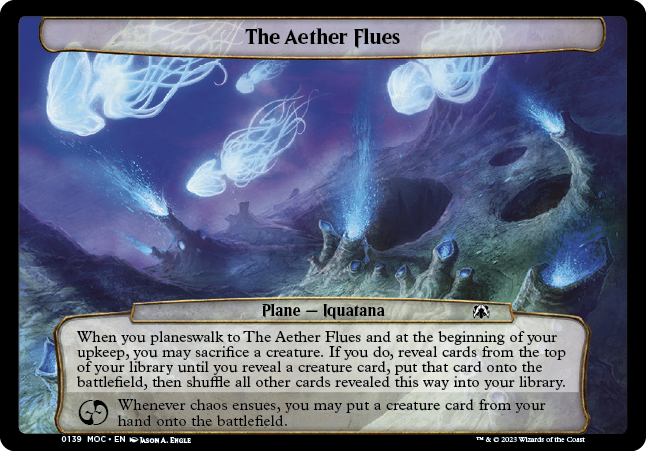 The Aether Flues
Plane — Iquatana
When you planeswalk to The Aether Flues and at the beginning of your
upkeep, you may sacrifice a creature. If you do, reveal cards from the top
of your library until you reveal a creature card, put that card onto the
battlefield, then shuffle all other cards revealed this way into your library.
Whenever chaos ensues, you may put a creature card from your
hand onto the battlefield.
0139 MOC • EN Jason A. Engle ™ & © 2023 Wizards of the Coast